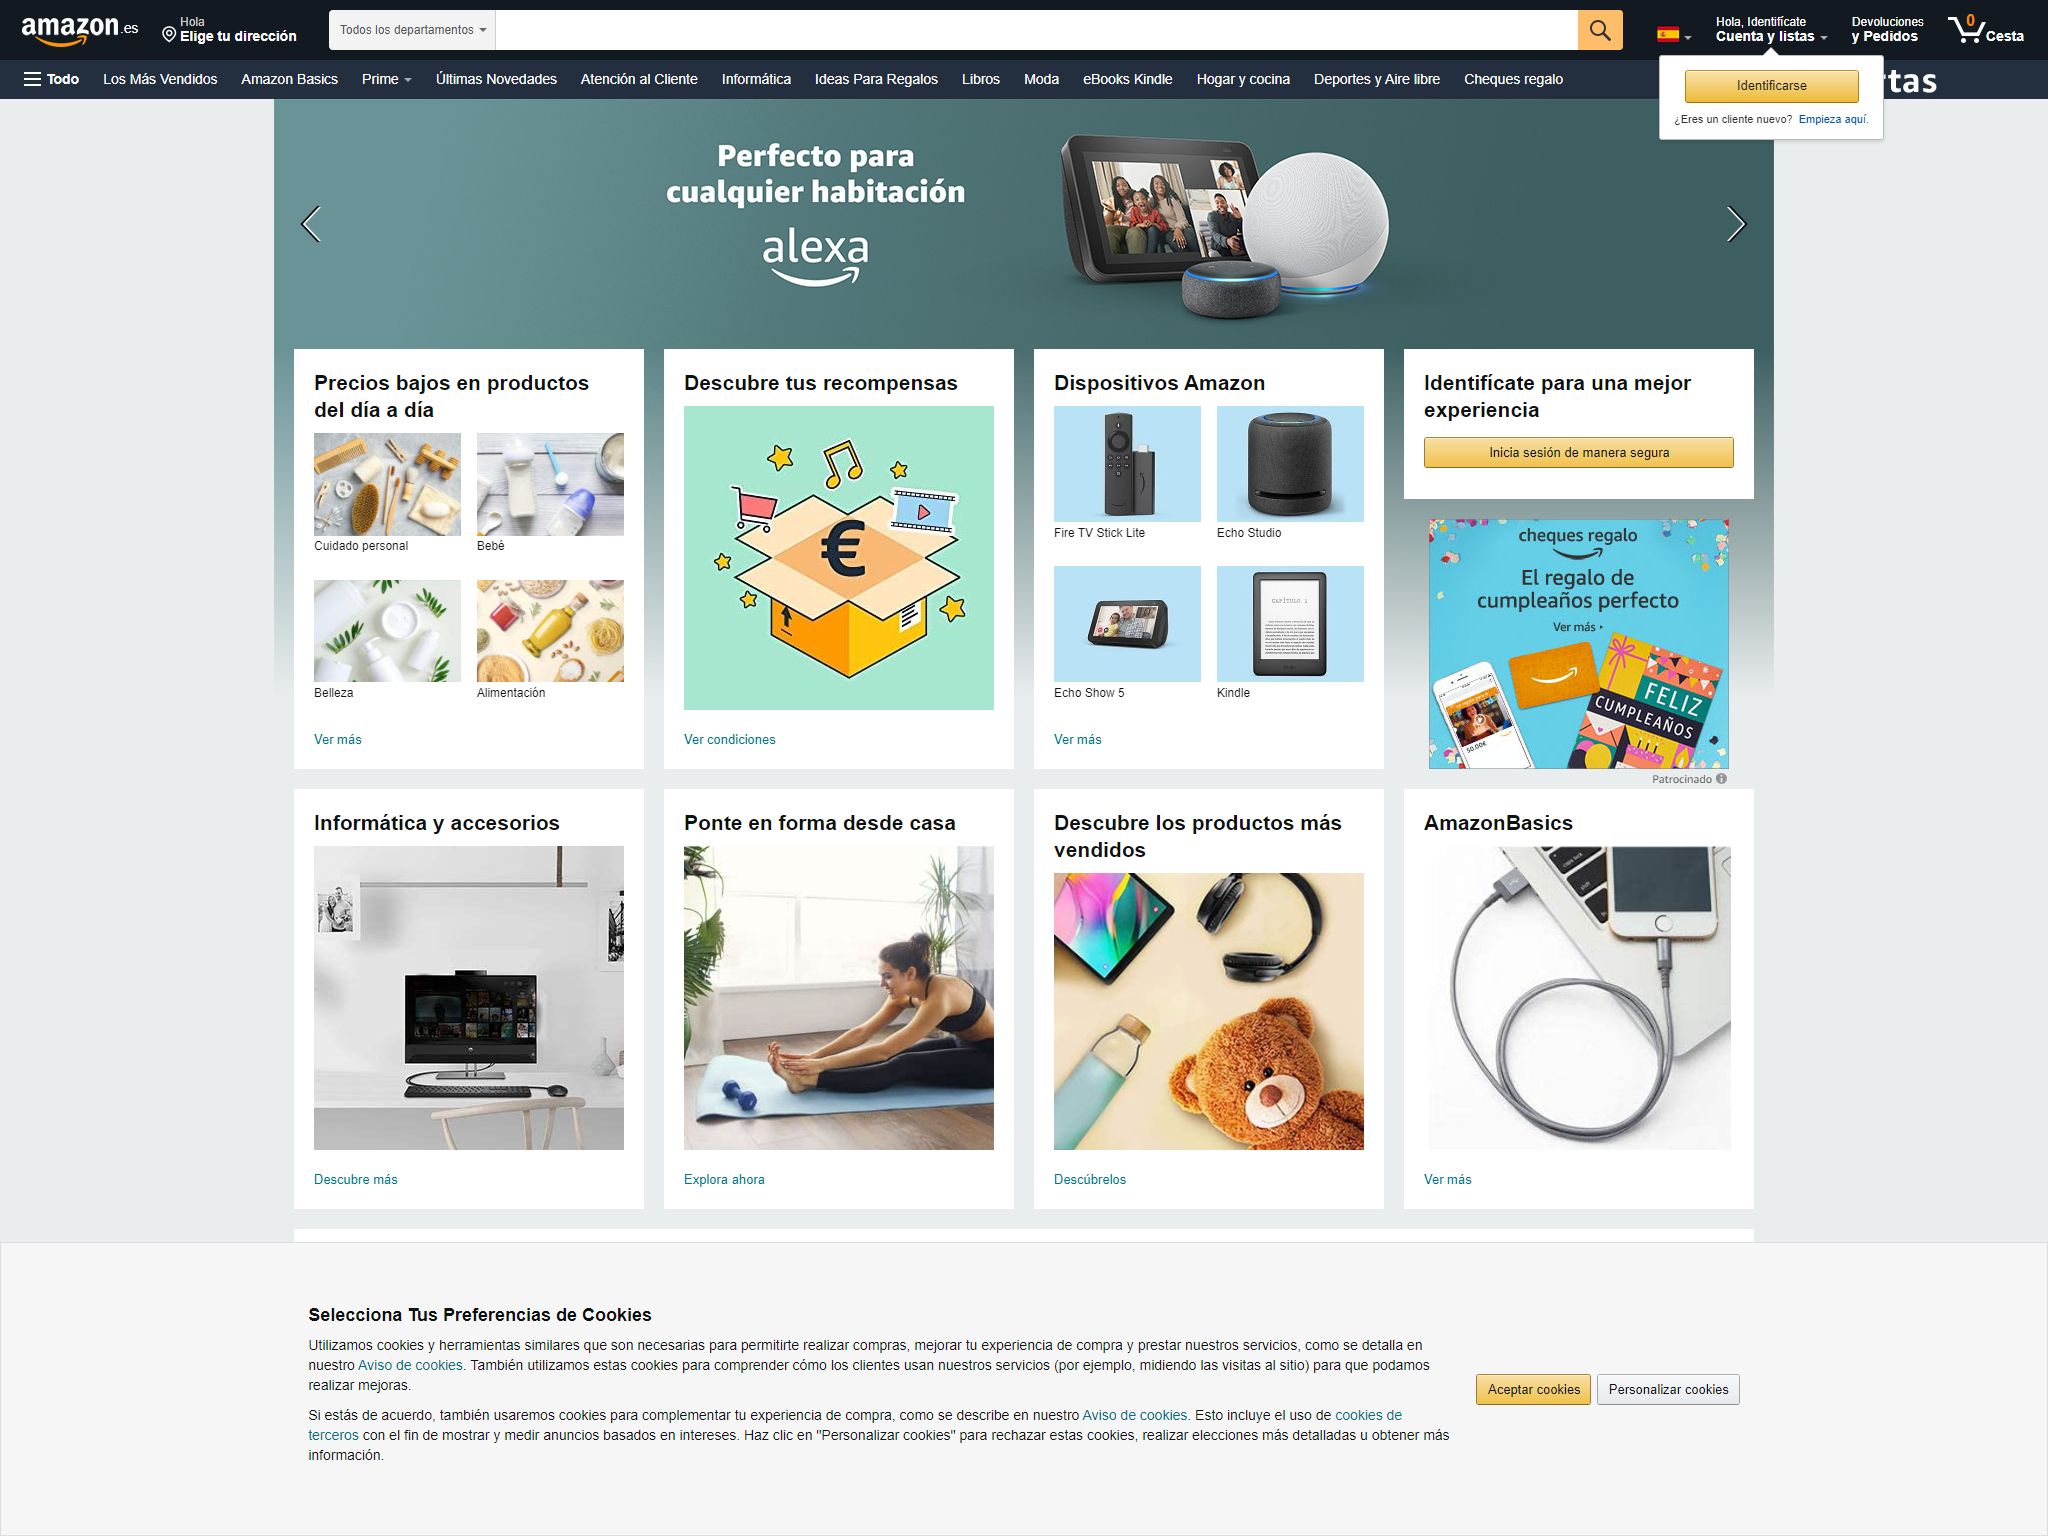 amazon.es
Hola
Elige tu dirección
Todos los departamentos
Hola, Identifícate
Cuenta y listas
Devoluciones
y Pedidos
0
Cesta
Todo
Los Más Vendidos
Amazon Basics
Prime
Últimas Novedades
Atención al Cliente
Informática
Ideas Para Regalos
Libros
Moda
eBooks Kindle
Hogar y cocina
Deportes y Aire libre
Cheques regalo
rtas
Identificarse
¿Eres un cliente nuevo? Empieza aquí.
Perfecto para
cualquier habitación
alexa
Precios bajos en productos
del día a día
Cuidado personal
Bebé
Belleza
Alimentación
Ver más
Descubre tus recompensas
€
Ver condiciones
Dispositivos Amazon
Fire TV Stick Lite
Echo Studio
CAPÍTULO 1
Echo Show 5
Kindle
Ver más
Identifícate para una mejor
experiencia
Inicia sesión de manera segura
cheques regalo
El regalo de
cumpleaños perfecto
Ver más
50.00€
FELIZ
CUMPLEAÑOS
Patrocinado
Informática y accesorios
Descubre más
Ponte en forma desde casa
Explora ahora
Descubre los productos más
vendidos
Descúbrelos
AmazonBasics
Ver más
Selecciona Tus Preferencias de Cookies
Utilizamos cookies y herramientas similares que son necesarias para permitirte realizar compras, mejorar tu experiencia de compra y prestar nuestros servicios, como se detalla en
nuestro Aviso de cookies. También utilizamos estas cookies para comprender cómo los clientes usan nuestros servicios (por ejemplo, midiendo las visitas al sitio) para que podamos
realizar mejoras.
Si estás de acuerdo, también usaremos cookies para complementar tu experiencia de compra, como se describe en nuestro Aviso de cookies. Esto incluye el uso de cookies de
terceros con el fin de mostrar y medir anuncios basados en intereses. Haz clic en "Personalizar cookies" para rechazar estas cookies, realizar elecciones más detalladas u obtener más
información.
Aceptar cookies
Personalizar cookies